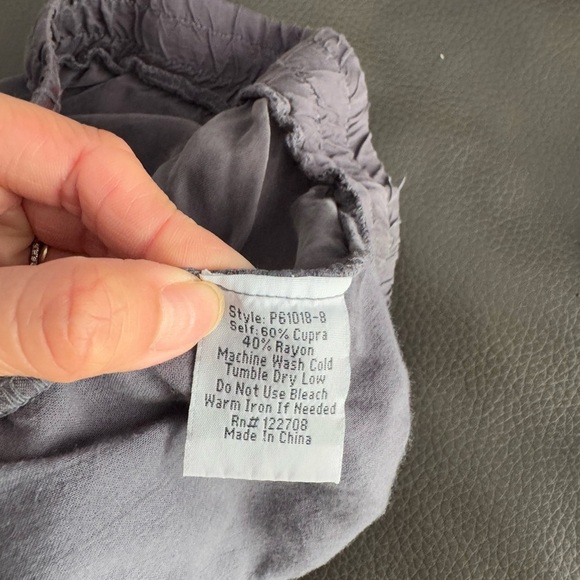 Style: PB1018-8
Self: 60% Cupra
40% Rayon
Machine Wash Cold
Tumble Dry Low
Do Not Use Bleach
Warm Iron If Needed
Rn# 122708
Made In China